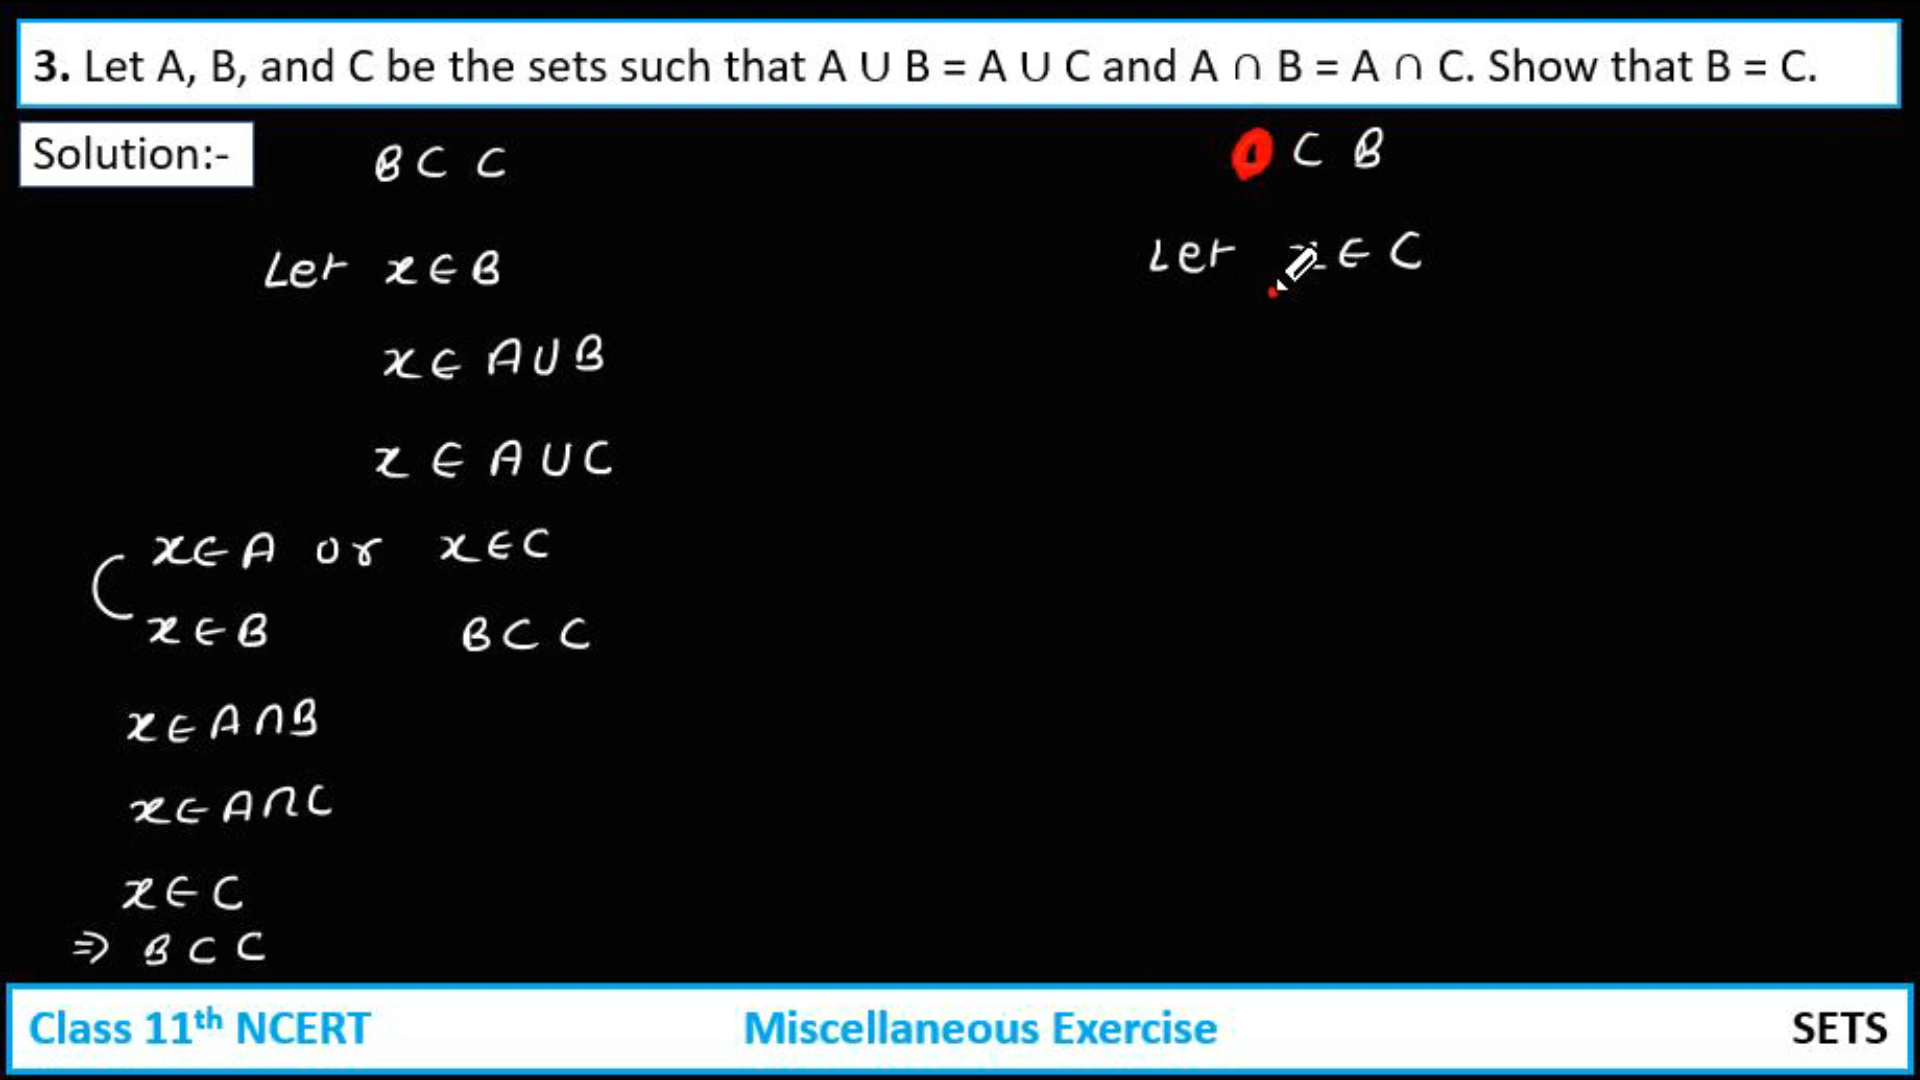 3. Let A, B, and C be the sets such that A ∪ B = A ∪ C and A ∩ B = A ∩ C. Show that B = C.
Solution:-
B ⊂ C
Let x ∈ B
x ∈ A ∪ B
x ∈ A ∪ C
x ∈ A or x ∈ C
x ∈ B B ⊂ C
x ∈ A ∩ B
x ∈ A ∩ C
x ∈ C
⇒ B ⊂ C
⊂ B
Let ∈ C
Class 11th NCERT
Miscellaneous Exercise
SETS